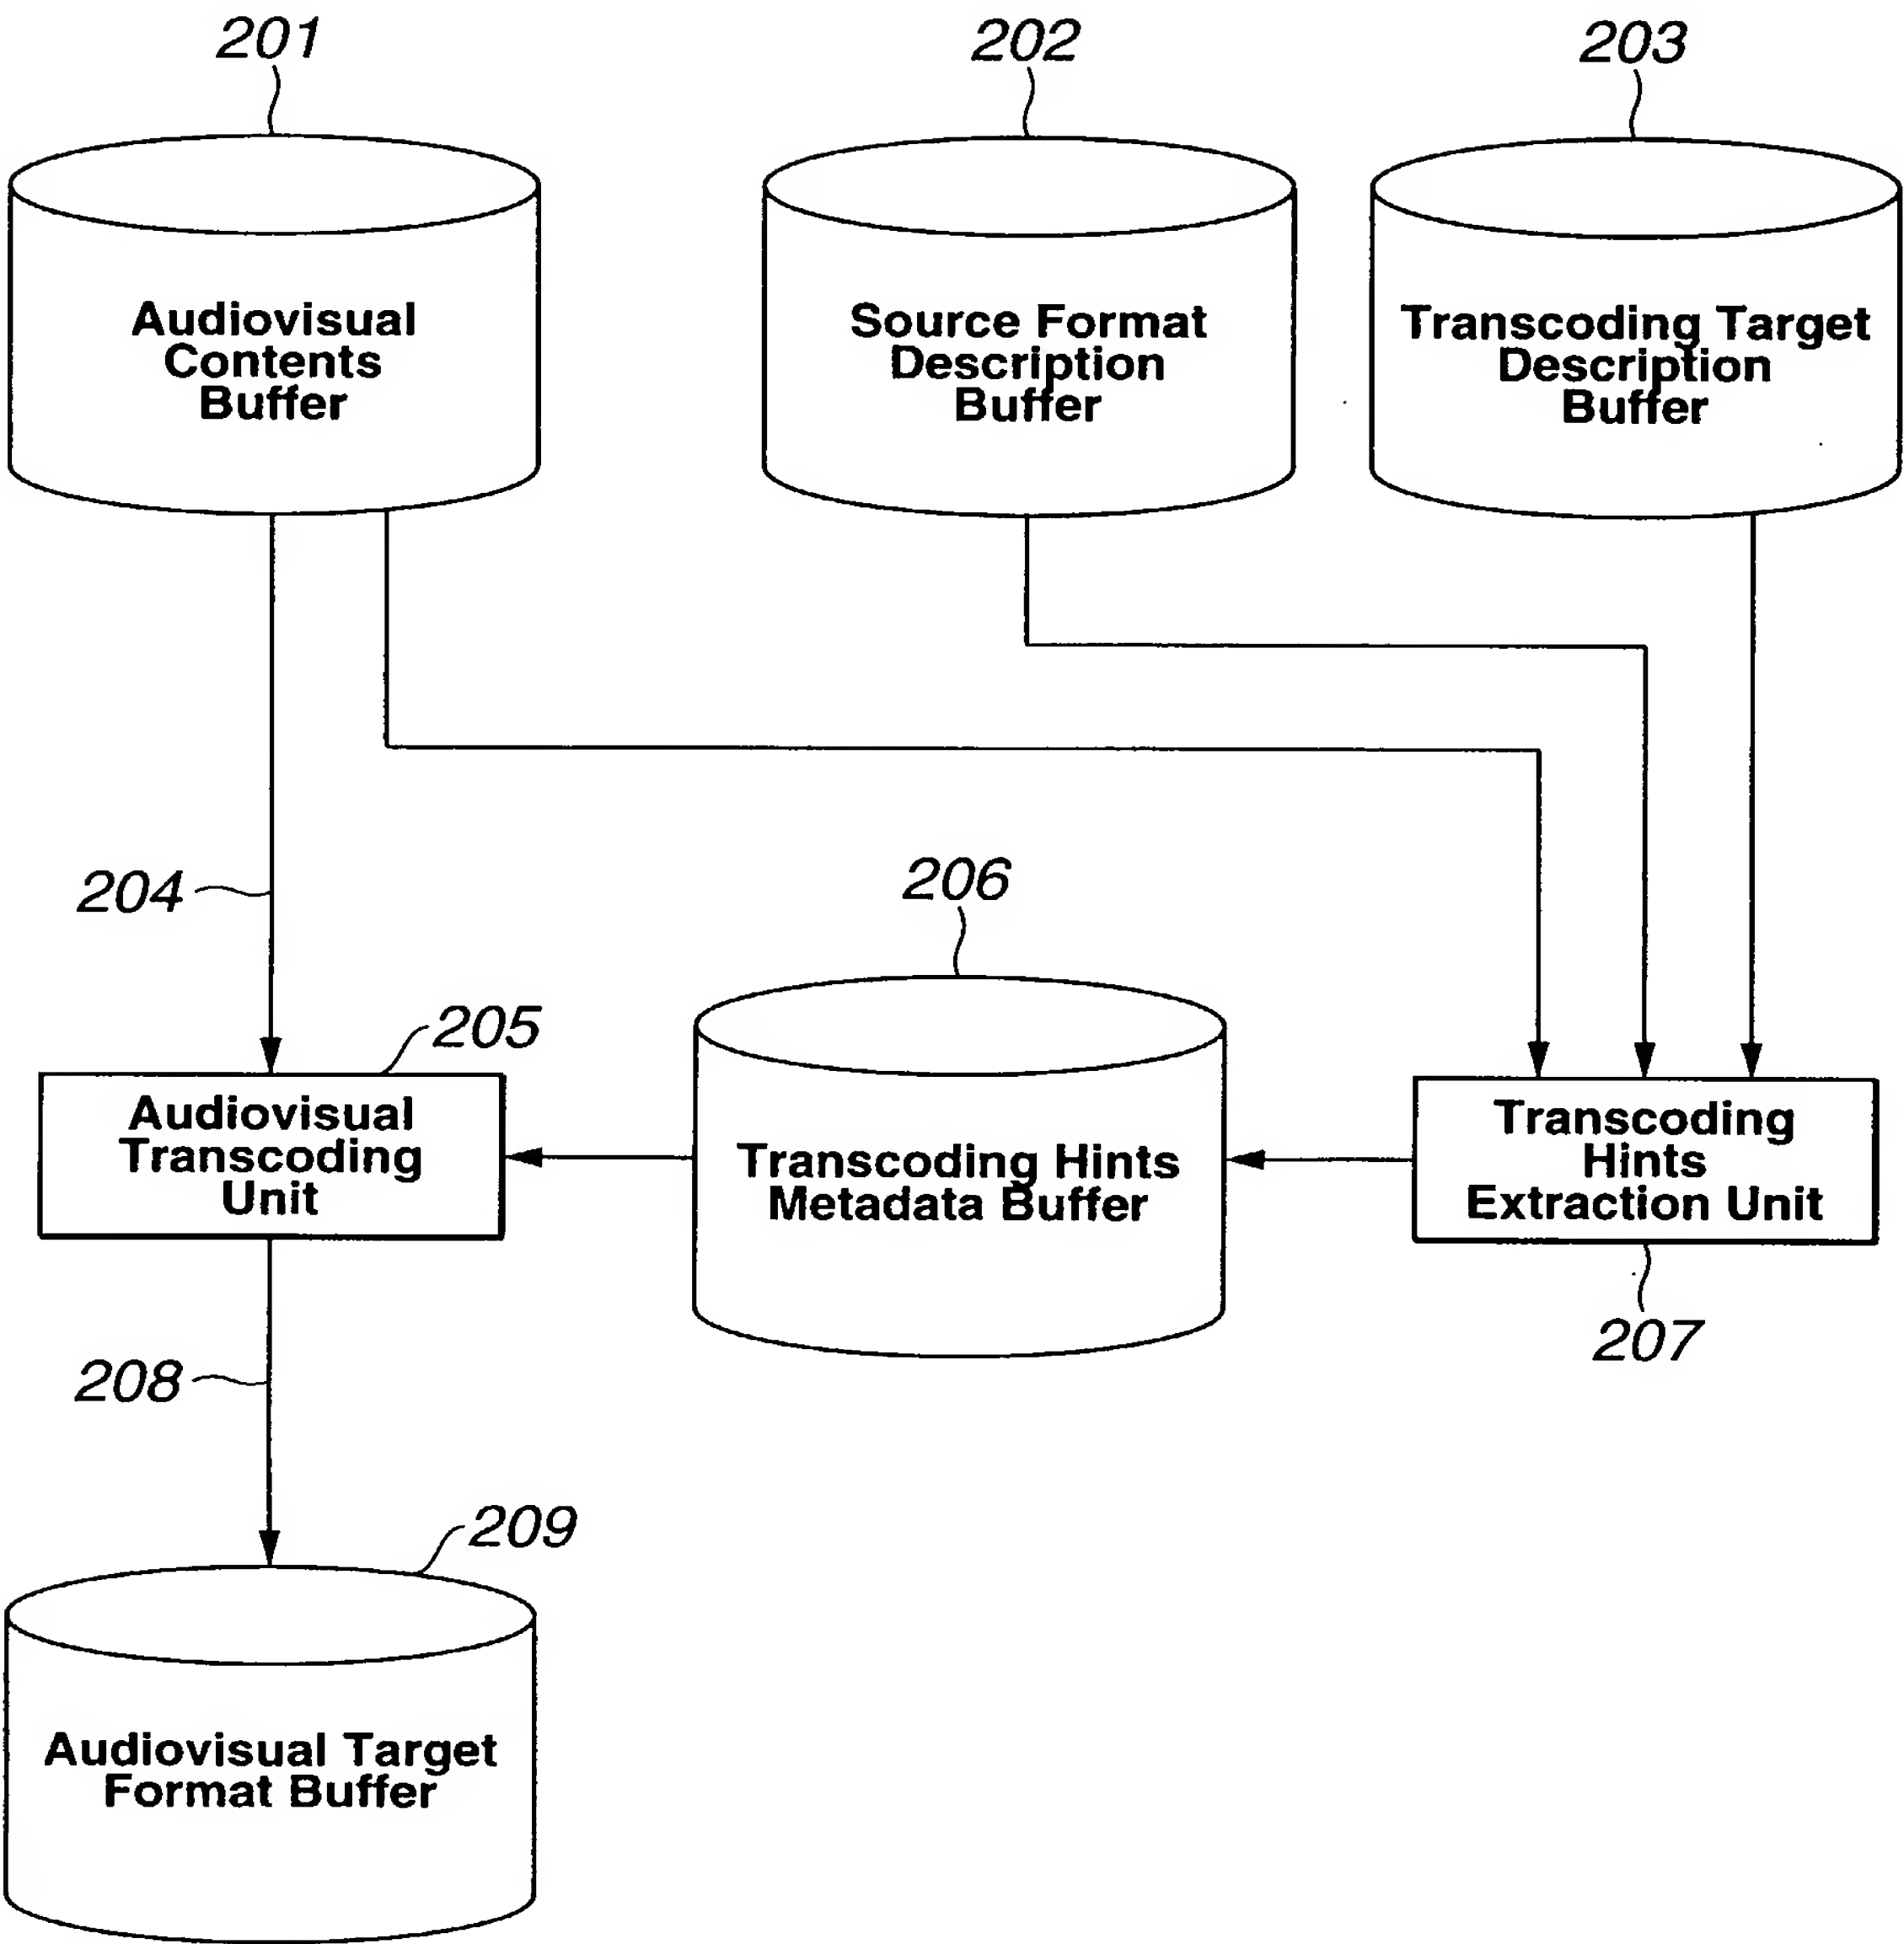 201
202
203
Audiovisual
Contents
Buffer
Source Format
Description
Buffer
Transcoding Target
Description
Buffer
204
206
205
Audiovisual
Transcoding
Unit
Transcoding Hints
Metadata Buffer
Transcoding
Hints
Extraction Unit
207
208
209
Audiovisual Target
Format Buffer